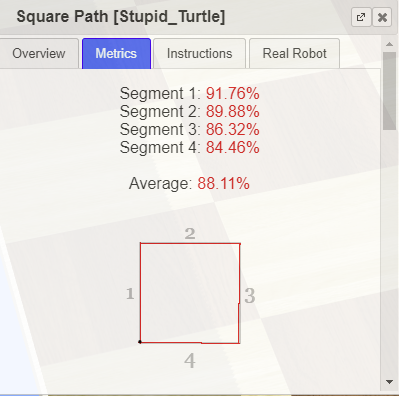 Square Path [Stupid_Turtle]
Overview
Metrics
Instructions
Real Robot
Segment 1: 91.76%
Segment 2: 89.88%
Segment 3: 86.32%
Segment 4: 84.46%
Average: 88.11%
2
1
3
4